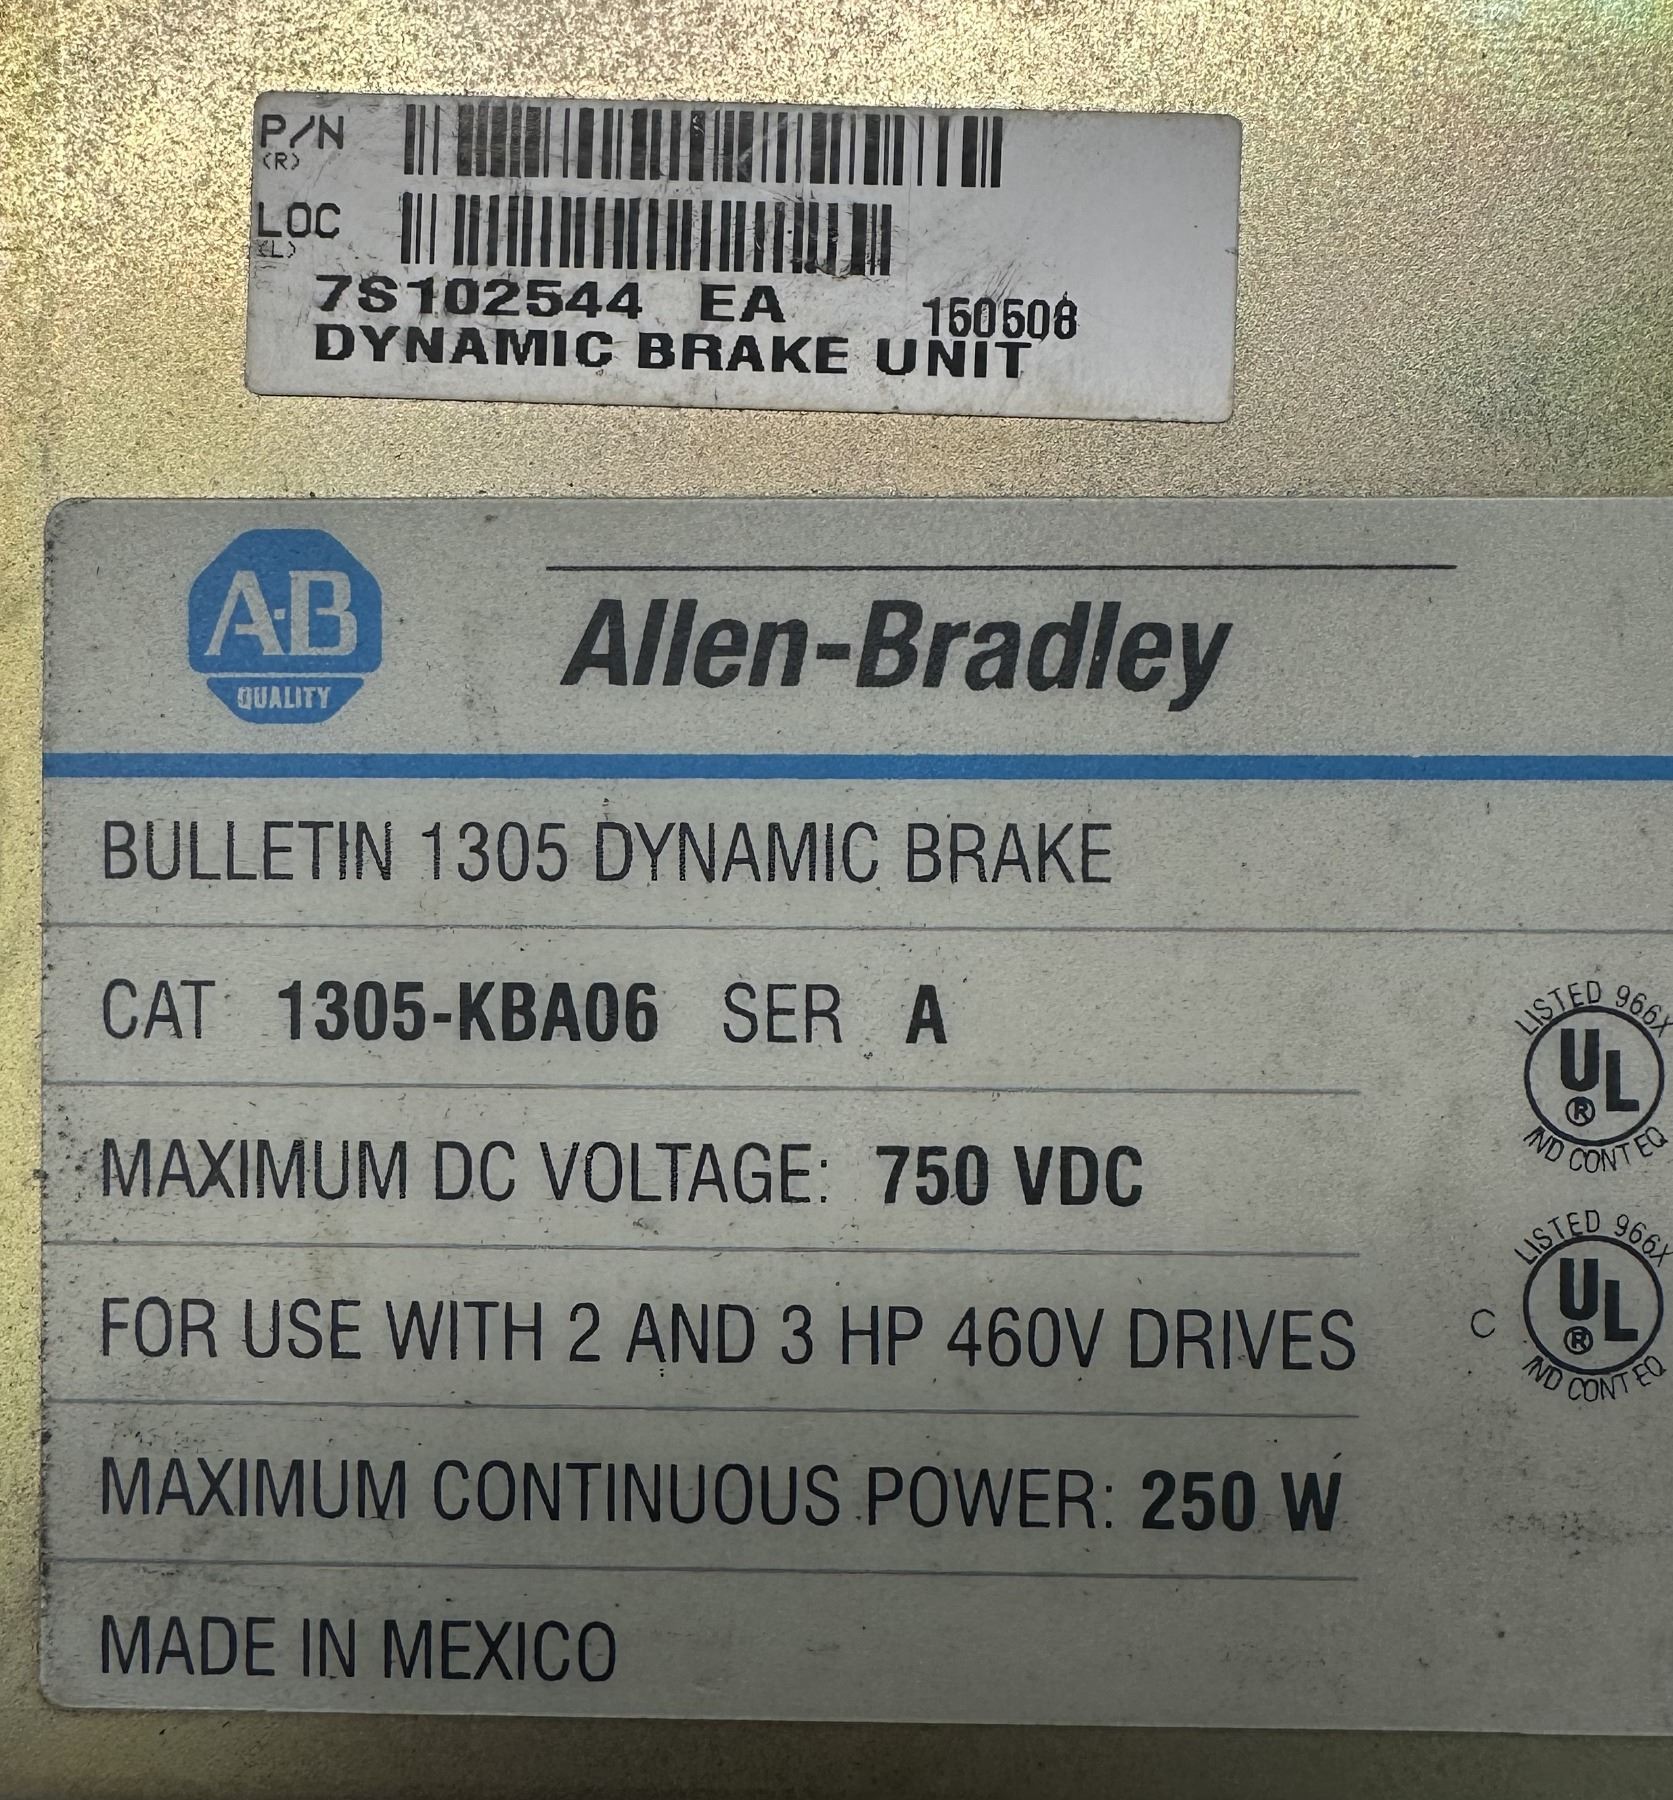 P/N
(R)
LOC
(L)
7S102544 EA 150508
DYNAMIC BRAKE UNIT
A-B
QUALITY
Allen-Bradley
BULLETIN 1305 DYNAMIC BRAKE
CAT 1305-KBA06 SER A
LISTED 966X
UL
®
IND CONT EQ
MAXIMUM DC VOLTAGE: 750 VDC
FOR USE WITH 2 AND 3 HP 460V DRIVES
LISTED 966X
C UL
®
IND CONT EQ
MAXIMUM CONTINUOUS POWER: 250 W
MADE IN MEXICO